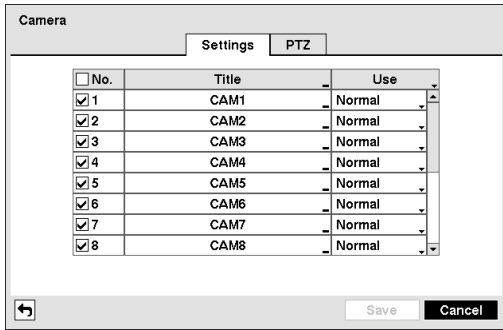 Camera
Settings PTZ
No. Title Use
1 CAM1 Normal
2 CAM2 Normal
3 CAM3 Normal
4 CAM4 Normal
5 CAM5 Normal
6 CAM6 Normal
7 CAM7 Normal
8 CAM8 Normal
Save Cancel